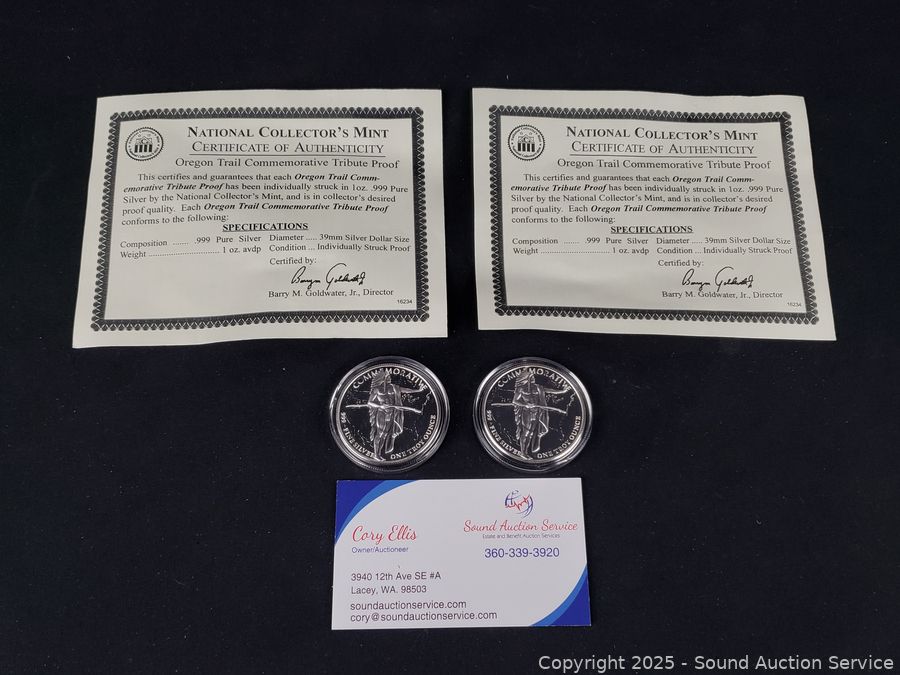 NATIONAL COLLECTOR'S MINT
CERTIFICATE OF AUTHENTICITY
Oregon Trail Commemorative Tribute Proof
This certifies and guarantees that each Oregon Trail Comm-
emorative Tribute Proof has been individually struck in 1oz. .999 Pure
Silver by the National Collector's Mint, and is in collector's desired
proof quality. Each Oregon Trail Commemorative Tribute Proof
conforms to the following:
SPECIFICATIONS
Composition ....... .999 Pure Silver Diameter ..... 39mm Silver Dollar Size
Weight ........................ 1 oz. avdp Condition .. Individually Struck Proof
Certified by:
Barry M. Goldwater, Jr., Director
16234
NATIONAL COLLECTOR'S MINT
CERTIFICATE OF AUTHENTICITY
Oregon Trail Commemorative Tribute Proof
This certifies and guarantees that each Oregon Trail Comm-
emorative Tribute Proof has been individually struck in 1oz. .999 Pure
Silver by the National Collector's Mint, and is in collector's desired
proof quality. Each Oregon Trail Commemorative Tribute Proof
conforms to the following:
SPECIFICATIONS
Composition ....... .999 Pure Silver Diameter ..... 39mm Silver Dollar Size
Weight ........................ 1 oz. avdp Condition .. Individually Struck Proof
Certified by:
Barry M. Goldwater, Jr., Director
16234
COMMEMORATIVE
.999 FINE SILVER ONE TROY OUNCE
COMMEMORATIVE
.999 FINE SILVER ONE TROY OUNCE
Cory Ellis
Owner/Auctioneer
Sound Auction Service
Estate and Benefit Auction Services
360-339-3920
3940 12th Ave SE #A
Lacey, WA. 98503
soundauctionservice.com
cory@soundauctionservice.com
Copyright 2025 - Sound Auction Service